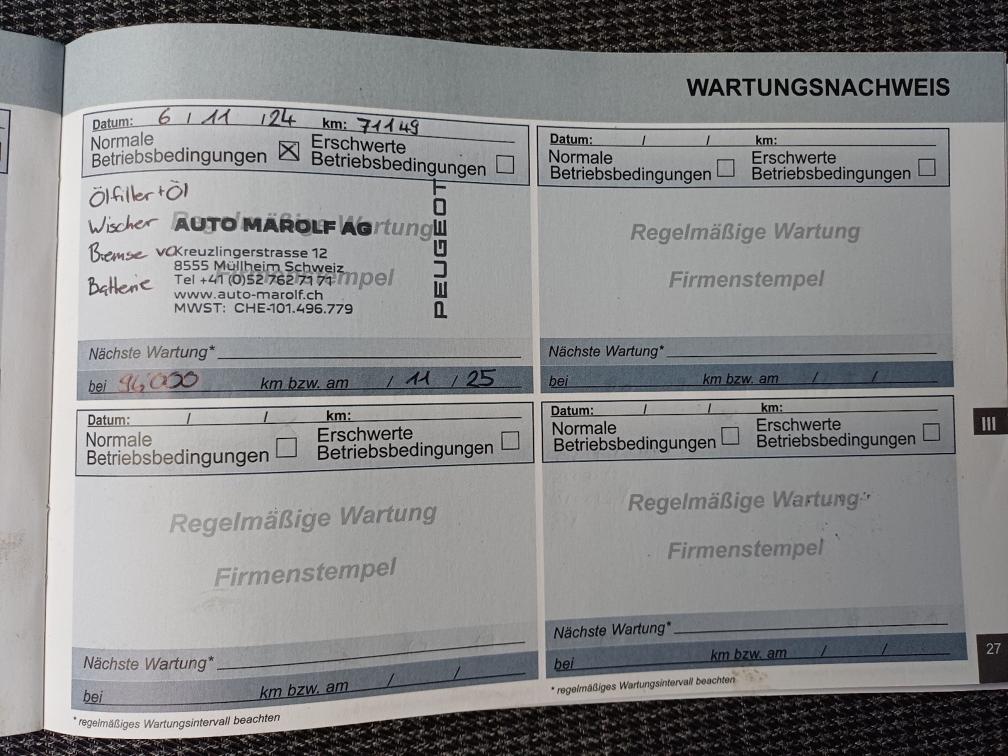 WARTUNGSNACHWEIS
Datum: 6 / 11 / 24 km: 71149
Normale Betriebsbedingungen ☒ Erschwerte Betriebsbedingungen ☐
Ölfilter+Öl
Wischer
Bremse
Batterie
Regelmäßige Wartung
Firmenstempel
AUTO MAROLF AG
Kreuzlingerstrasse 12
8555 Müllheim Schweiz
Tel +41 (0)52 762 71 71
www.auto-marolf.ch
MWST: CHE-101.496.779
PEUGEOT
Nächste Wartung*
bei km bzw. am / 11 / 25
Datum: / / km:
Normale Betriebsbedingungen ☐ Erschwerte Betriebsbedingungen ☐
Regelmäßige Wartung
Firmenstempel
Nächste Wartung*
bei km bzw. am / /
Datum: / / km:
Normale Betriebsbedingungen ☐ Erschwerte Betriebsbedingungen ☐
Regelmäßige Wartung
Firmenstempel
Nächste Wartung*
bei km bzw. am / /
* regelmäßiges Wartungsintervall beachten
Datum: / / km:
Normale Betriebsbedingungen ☐ Erschwerte Betriebsbedingungen ☐
Regelmäßige Wartung
Firmenstempel
Nächste Wartung*
bei km bzw. am / /
* regelmäßiges Wartungsintervall beachten
III
27